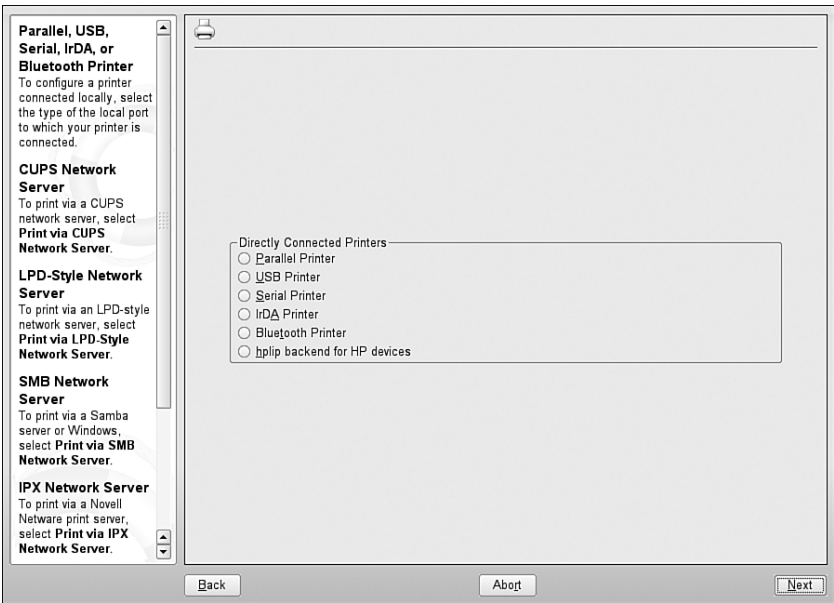 Parallel, USB,
Serial, IrDA, or
Bluetooth Printer
To configure a printer
connected locally, select
the type of the local port
to which your printer is
connected.
CUPS Network
Server
To print via a CUPS
network server, select
Print via CUPS
Network Server.
LPD-Style Network
Server
To print via an LPD-style
network server, select
Print via LPD-Style
Network Server.
SMB Network
Server
To print via a Samba
server or Windows,
select Print via SMB
Network Server.
IPX Network Server
To print via a Novell
Netware print server,
select Print via IPX
Network Server.
Directly Connected Printers
Parallel Printer
USB Printer
Serial Printer
IrDA Printer
Bluetooth Printer
hplip backend for HP devices
Back
Abort
Next